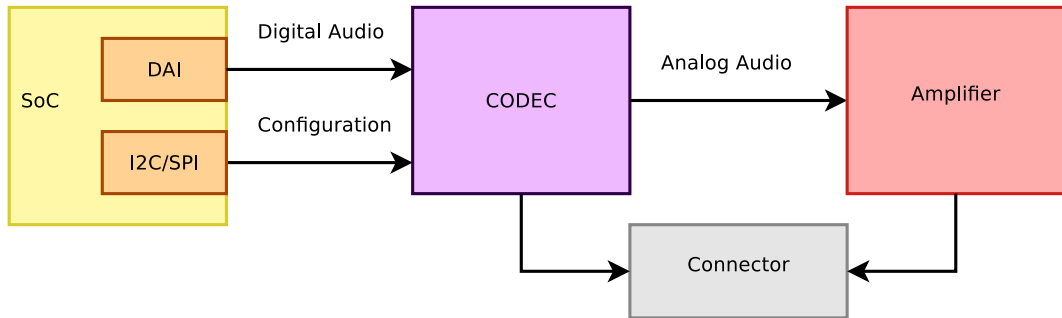 SoC
DAI
I2C/SPI
Digital Audio
Configuration
CODEC
Analog Audio
Amplifier
Connector